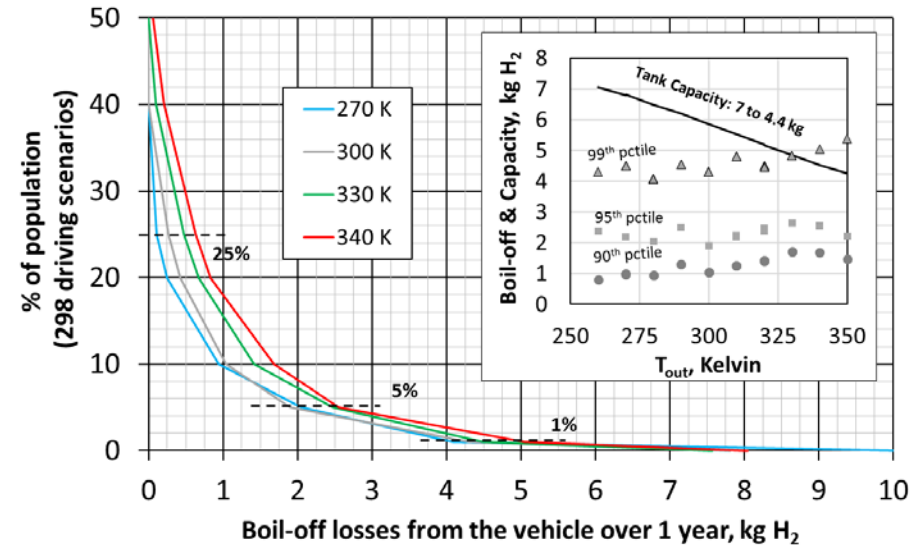 50
40
30
20
10
0
% of population
(298 driving scenarios)
0 1 2 3 4 5 6 7 8 9 10
Boil-off losses from the vehicle over 1 year, kg H₂
270 K
300 K
330 K
340 K
25%
5%
1%
8
7
6
5
4
3
2
1
0
Boil-off & Capacity, kg H₂
Tank Capacity: 7 to 4.4 kg
99th pctile
95th pctile
90th pctile
250 300 350
Tout, Kelvin